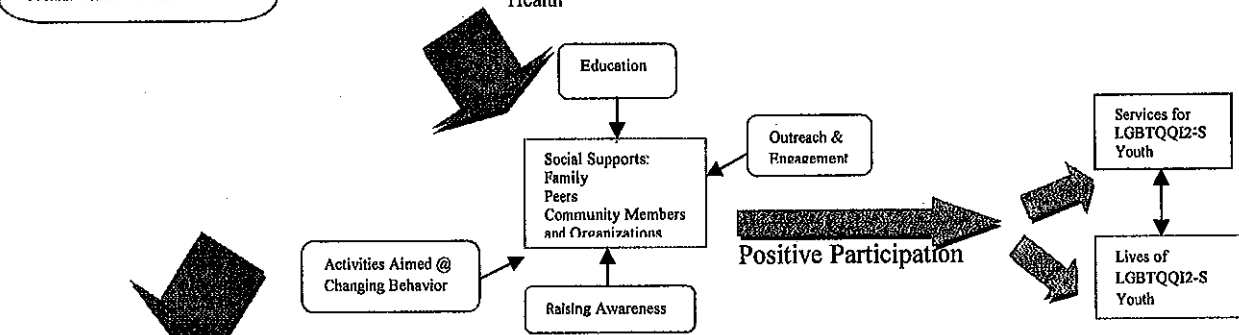 Health
Education
Outreach &
Engagement
Social Supports:
Family
Peers
Community Members
and Organizations
Services for
LGBTQQI2-S
Youth
Positive Participation
Activities Aimed @
Changing Behavior
Raising Awareness
Lives of
LGBTQQI2-S
Youth